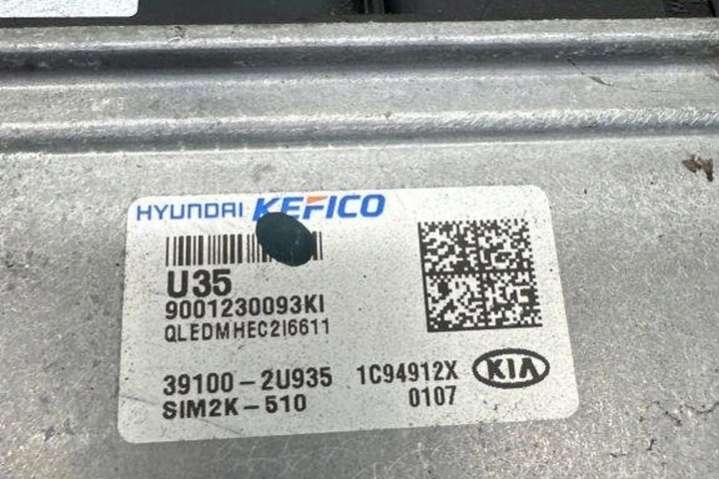 HYUNDAI KEFICO
U35
9001230093KI
QLEDMHEC2I6611
39100-2U935 1C94912X KIA
SIM2K-510 0107